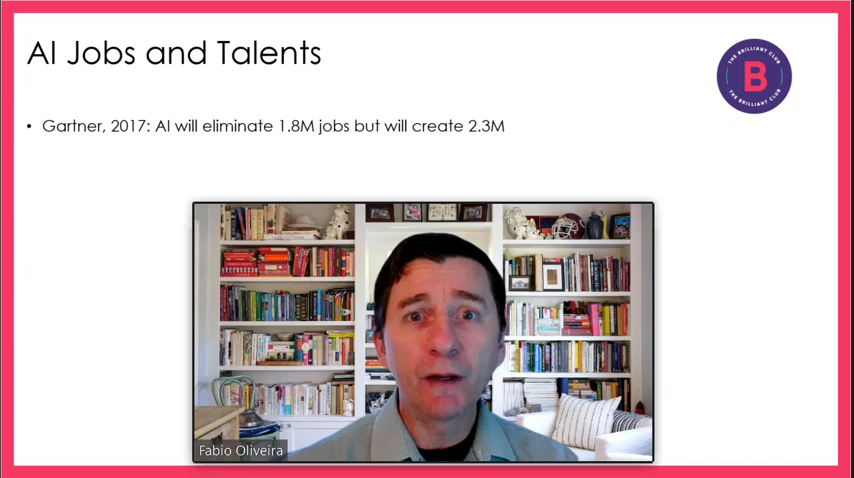 AI Jobs and Talents
THE BRILLIANT CLUB
B
THE BRILLIANT CLUB
• Gartner, 2017: AI will eliminate 1.8M jobs but will create 2.3M
Fabio Oliveira